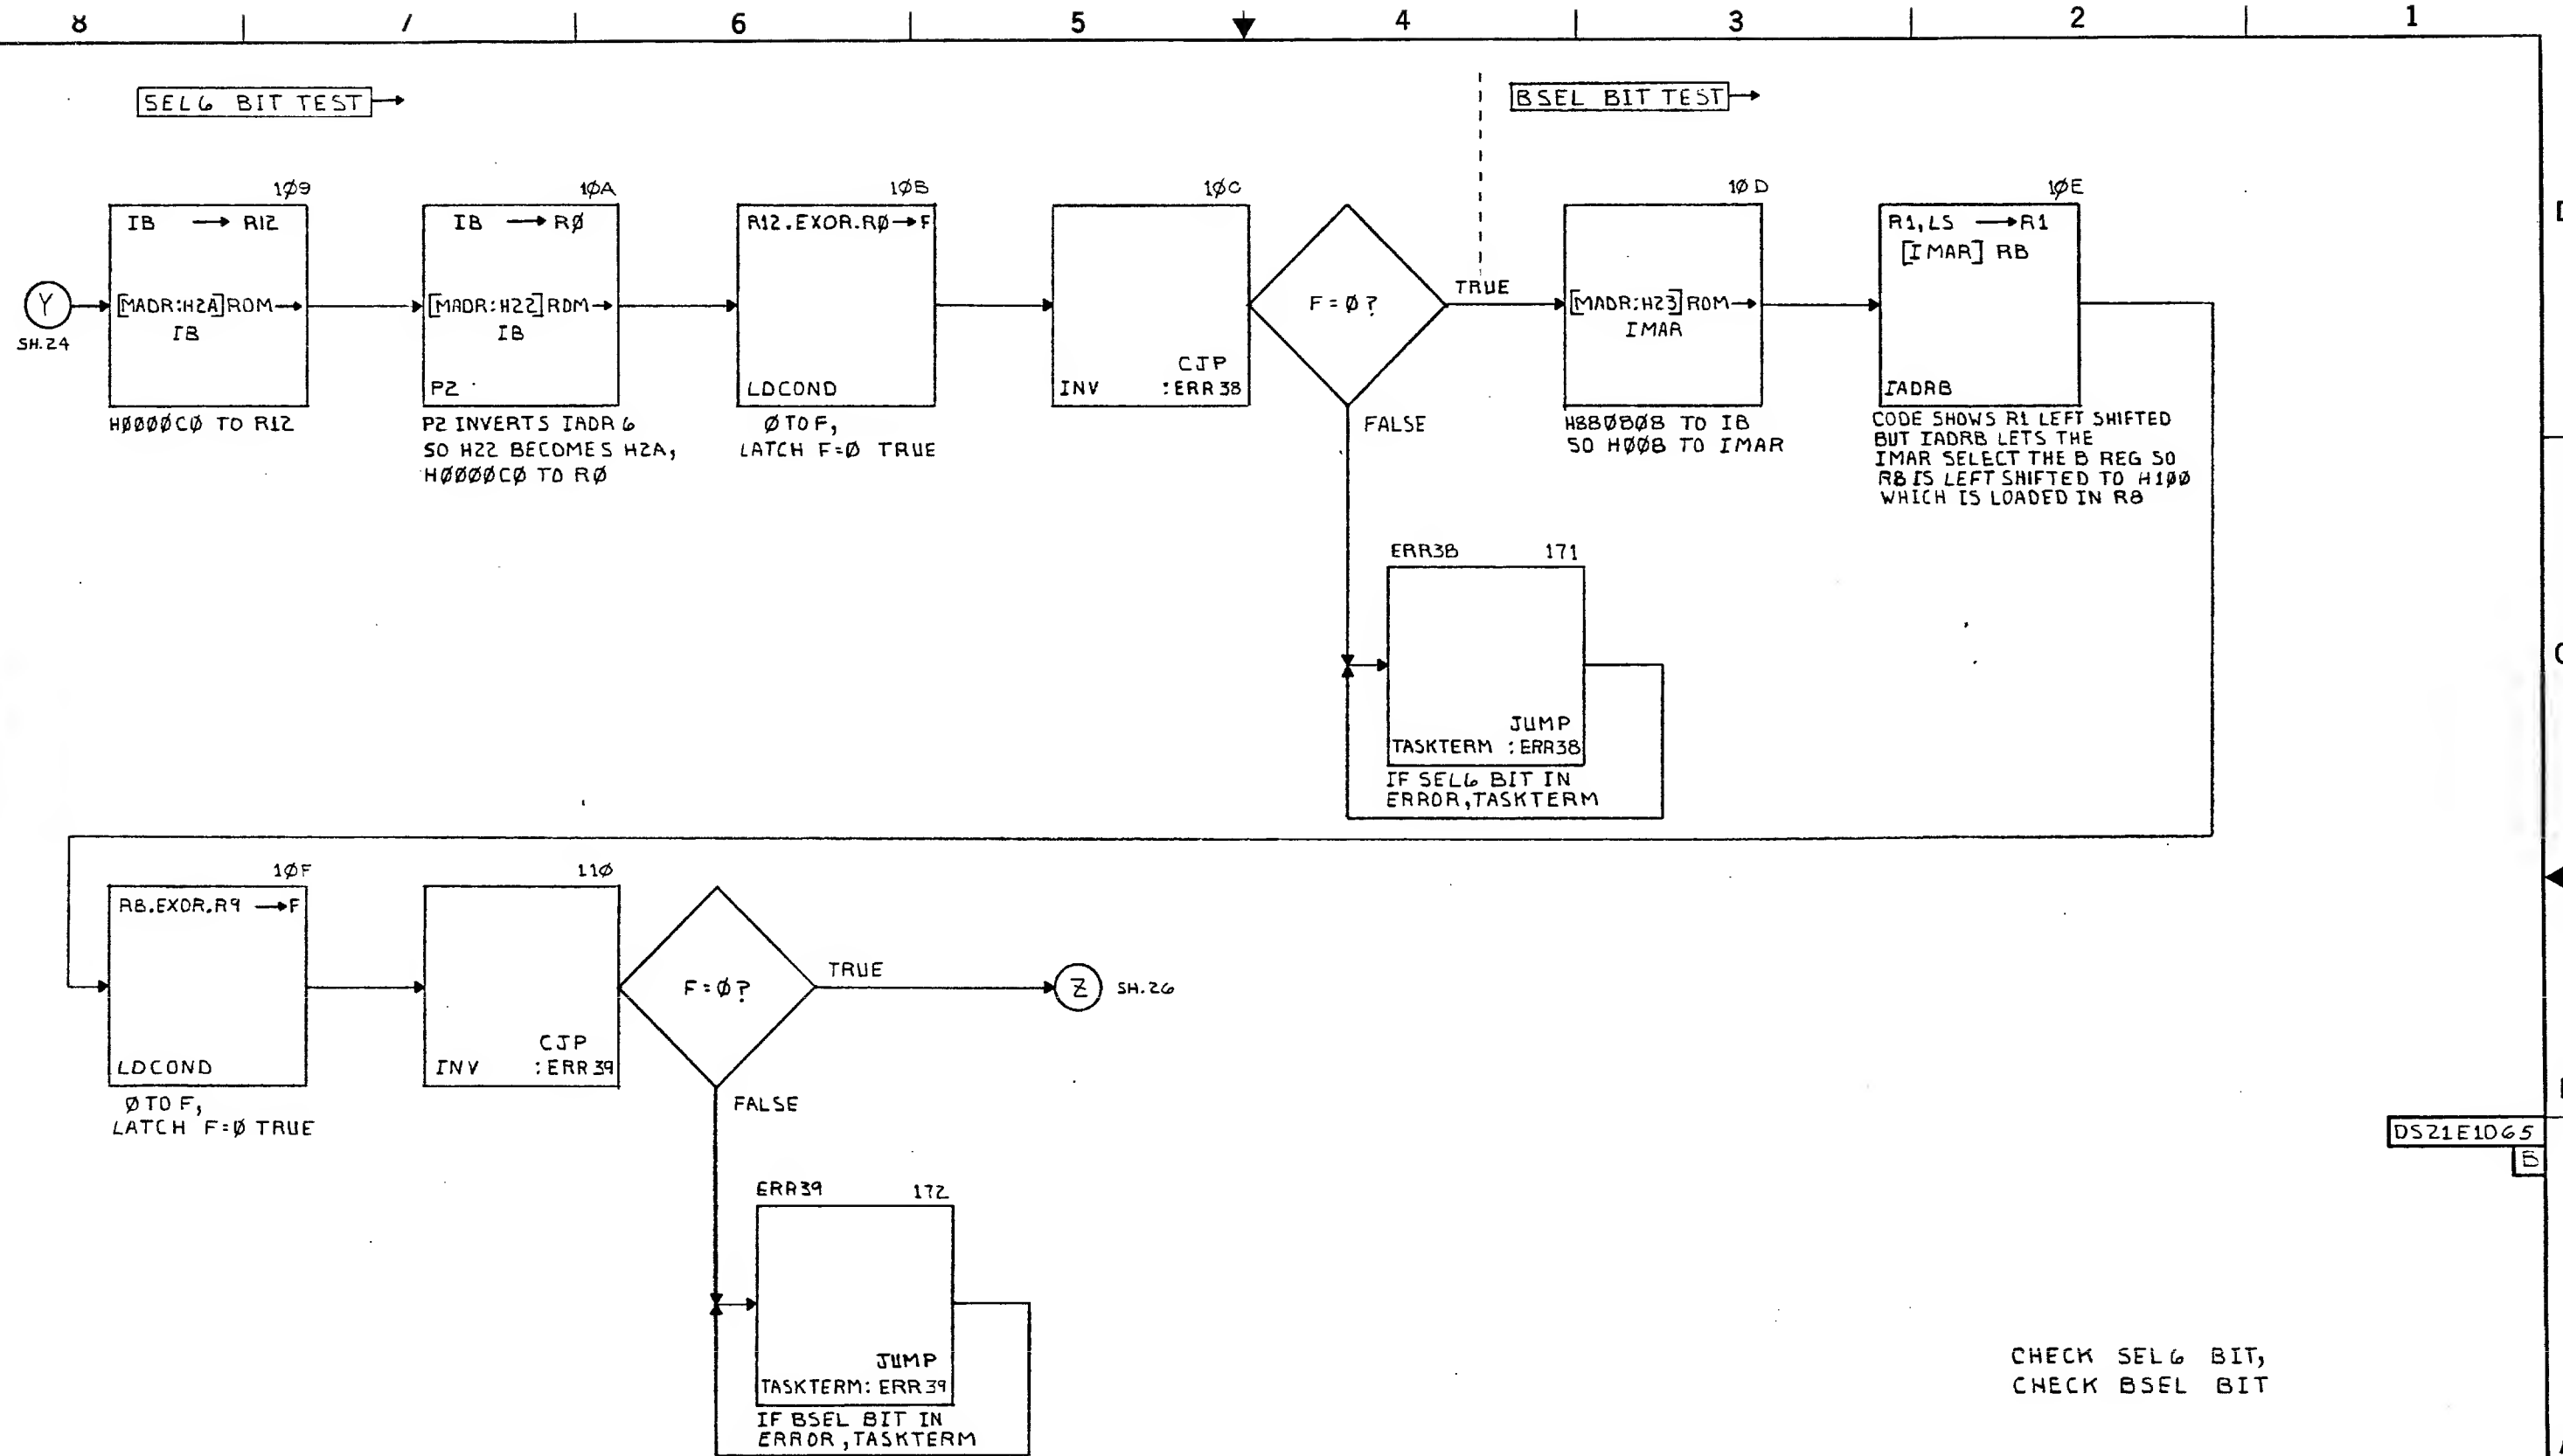 8 7 6 5 4 3 2 1
SEL6 BIT TEST
BSEL BIT TEST
1Ø9
IB → R12
[MADR:H2A]ROM→
IB
HØØØØCØ TO R12
1ØA
IB → RØ
[MADR:H22]ROM→
IB
P2
P2 INVERTS IADR 6
SO H22 BECOMES H2A,
HØØØØCØ TO RØ
1ØB
R12.EXOR.RØ→F
LDCOND
Ø TO F,
LATCH F=Ø TRUE
1ØC
CJP
INV :ERR38
F=Ø?
TRUE
FALSE
1ØD
[MADR:H23]ROM→
IMAR
H88Ø8Ø8 TO IB
SO HØØ8 TO IMAR
1ØE
R1,LS → R1
[IMAR] RB
IADRB
CODE SHOWS R1 LEFT SHIFTED
BUT IADRB LETS THE
IMAR SELECT THE B REG SO
R8 IS LEFT SHIFTED TO H1ØØ
WHICH IS LOADED IN R8
Y
SH.24
ERR38 171
JUMP
TASKTERM :ERR38
IF SEL6 BIT IN
ERROR,TASKTERM
1ØF
R8.EXOR.R9 → F
LDCOND
Ø TO F,
LATCH F=Ø TRUE
11Ø
CJP
INV :ERR39
F=Ø?
TRUE
Z SH.26
FALSE
ERR39 172
JUMP
TASKTERM: ERR39
IF BSEL BIT IN
ERROR,TASKTERM
DS21E1D65
B
CHECK SEL6 BIT,
CHECK BSEL BIT